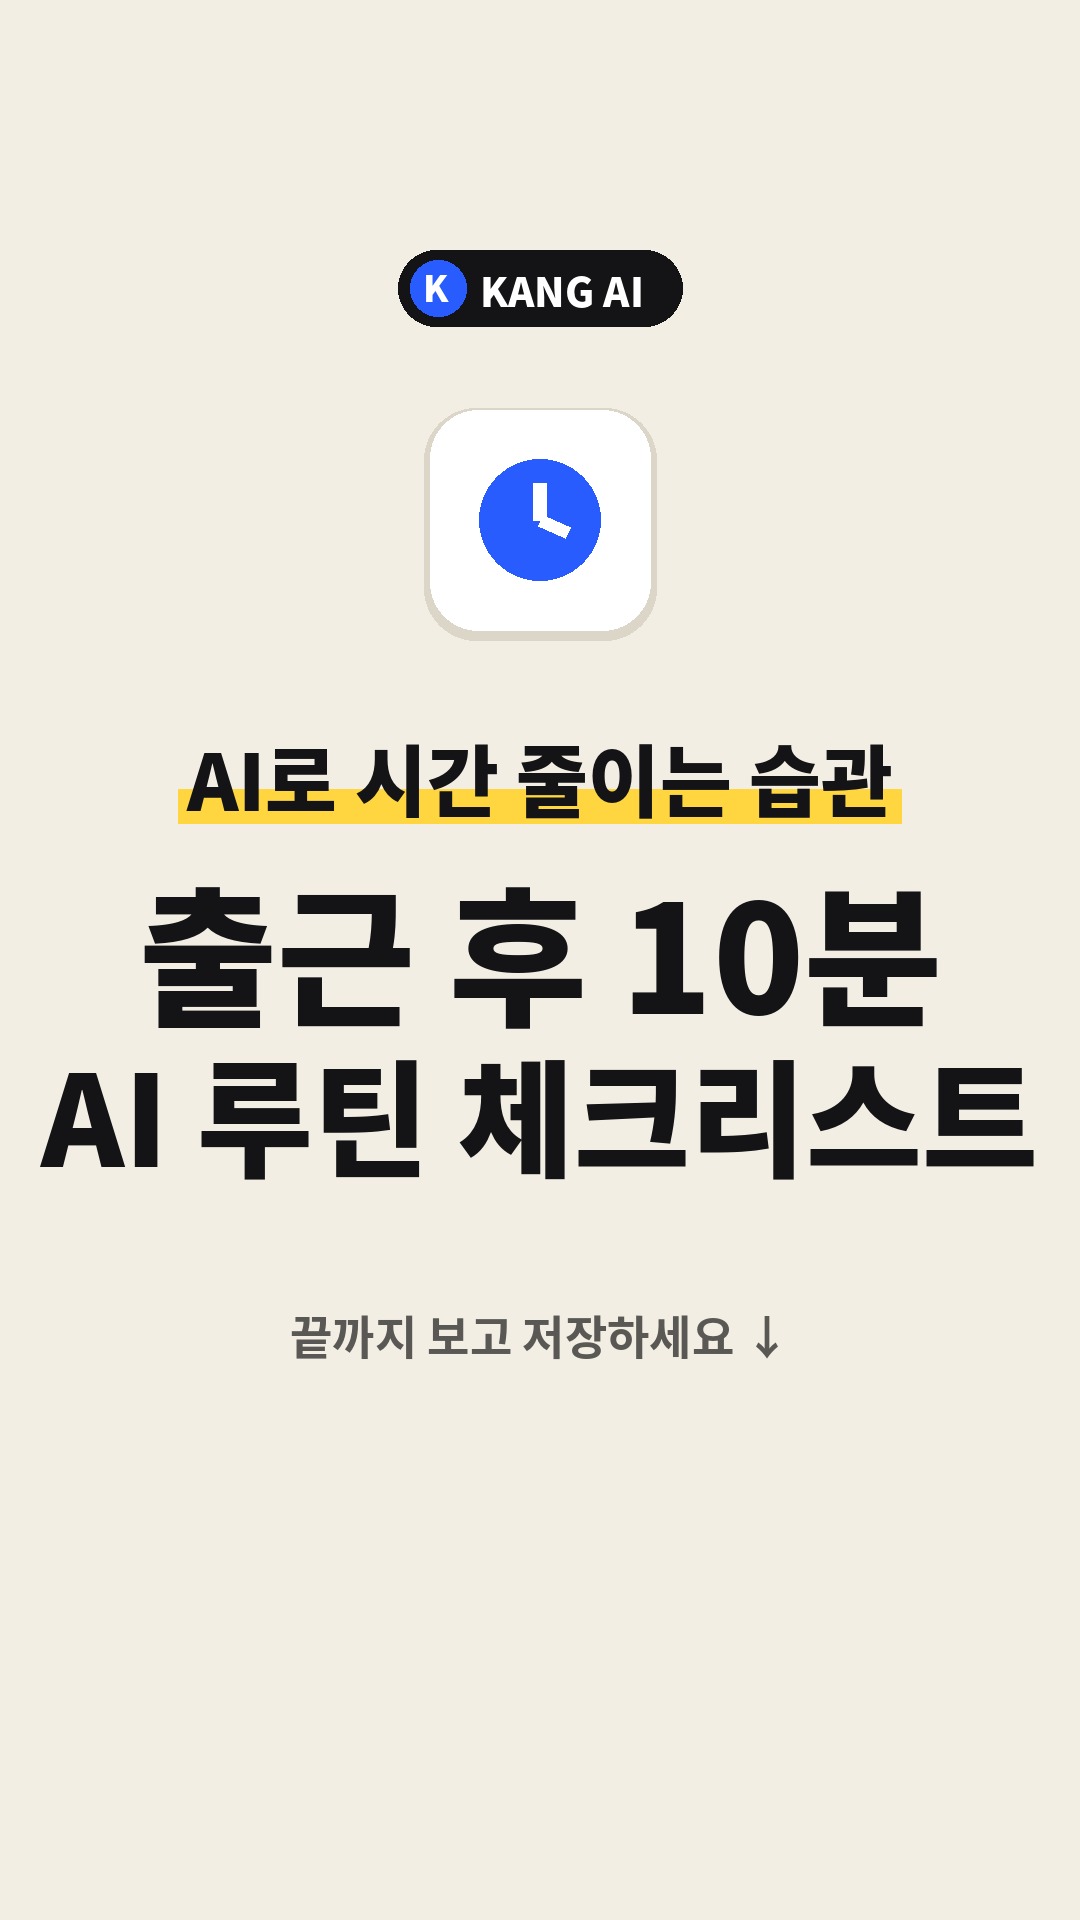 K KANG AI
AI로 시간 줄이는 습관
출근 후 10분
AI 루틴 체크리스트
끝까지 보고 저장하세요 ↓